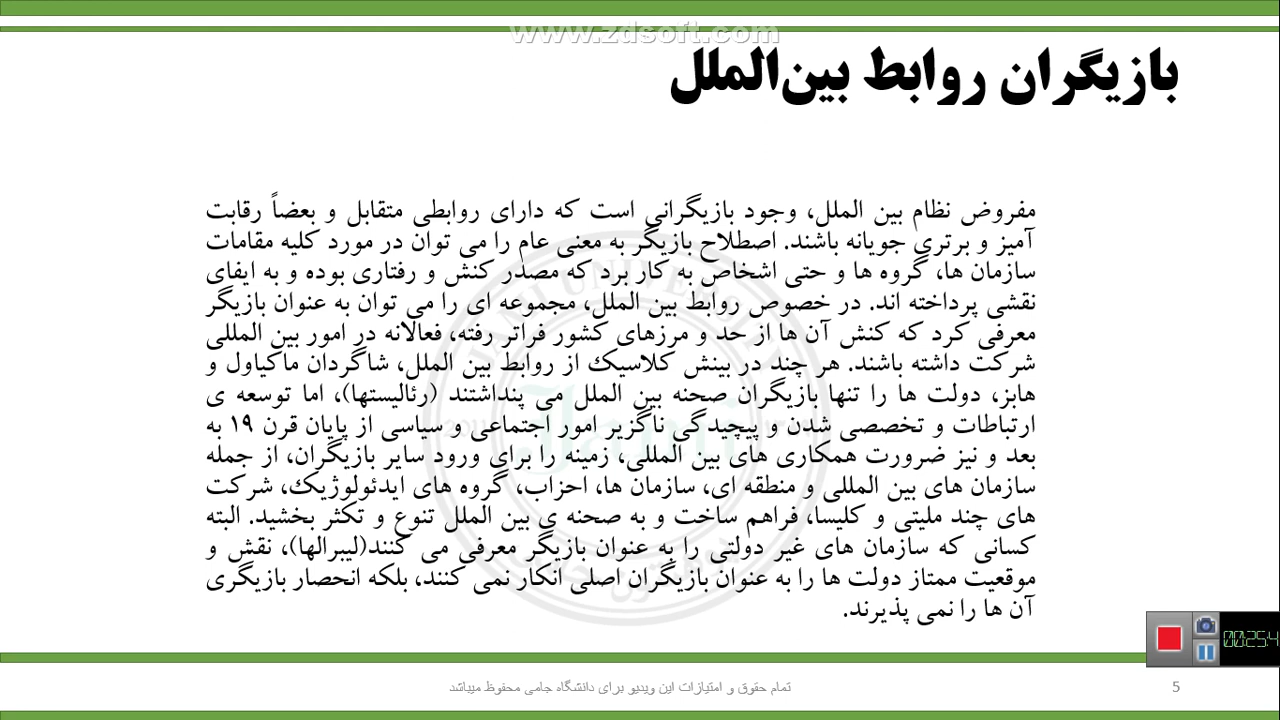 www.zdsoft.com
بازیگران روابط بین‌الملل
مفروض نظام بین الملل، وجود بازیگرانی است که دارای روابطی متقابل و بعضاً رقابت
آمیز و برتری جویانه باشند. اصطلاح بازیگر به معنی عام را می توان در مورد کلیه مقامات
سازمان ها، گروه ها و حتی اشخاص به کار برد که مصدر کنش و رفتاری بوده و به ایفای
نقشی پرداخته اند. در خصوص روابط بین الملل، مجموعه ای را می توان به عنوان بازیگر
معرفی کرد که کنش آن ها از حد و مرزهای کشور فراتر رفته، فعالانه در امور بین المللی
شرکت داشته باشند. هر چند در بینش کلاسیک از روابط بین الملل، شاگردان ماکیاول و
هابز، دولت ها را تنها بازیگران صحنه بین الملل می پنداشتند (رئالیستها)، اما توسعه ی
ارتباطات و تخصصی شدن و پیچیدگی ناگزیر امور اجتماعی و سیاسی از پایان قرن ۱۹ به
بعد و نیز ضرورت همکاری های بین المللی، زمینه را برای ورود سایر بازیگران، از جمله
سازمان های بین المللی و منطقه ای، سازمان ها، احزاب، گروه های ایدئولوژیک، شرکت
های چند ملیتی و کلیسا، فراهم ساخت و به صحنه ی بین الملل تنوع و تکثر بخشید. البته
کسانی که سازمان های غیر دولتی را به عنوان بازیگر معرفی می کنند(لیبرالها)، نقش و
موقعیت ممتاز دولت ها را به عنوان بازیگران اصلی انکار نمی کنند، بلکه انحصار بازیگری
آن ها را نمی پذیرند.
00:25:4
تمام حقوق و امتیازات این ویدیو برای دانشگاه جامی محفوظ میباشد
5